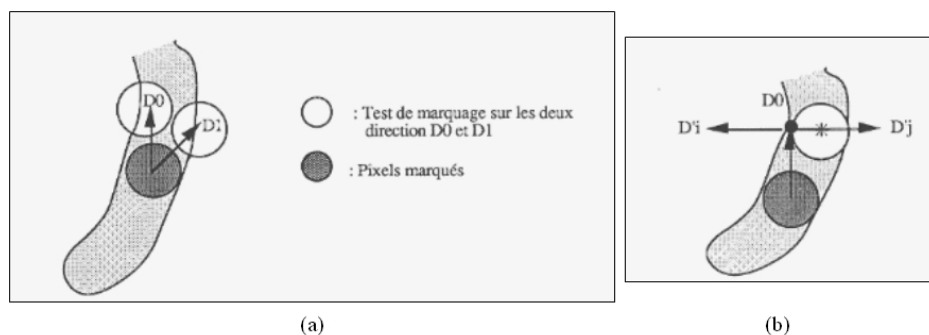 D0
D1
: Test de marquage sur les deux
direction D0 et D1
: Pixels marqués
D0
D'i
D'j
(a)
(b)